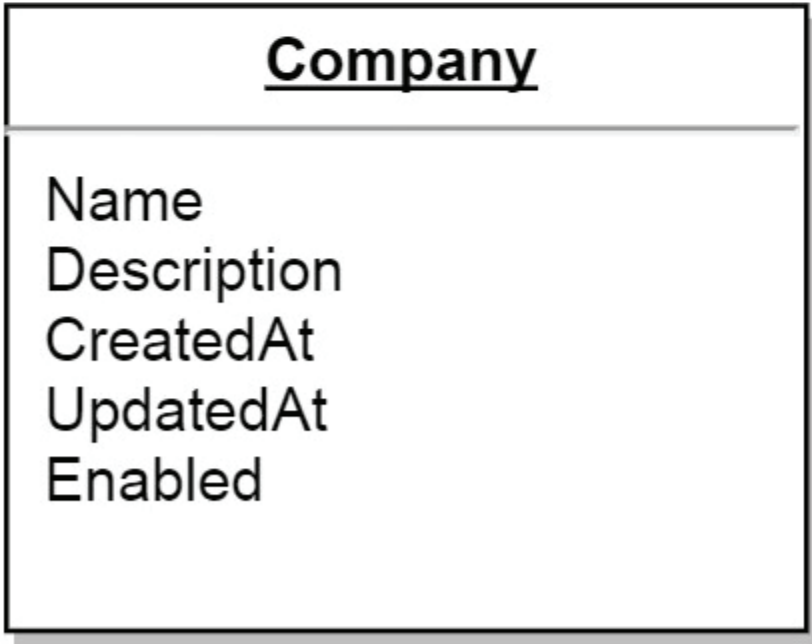 Company
Name
Description
CreatedAt
UpdatedAt
Enabled